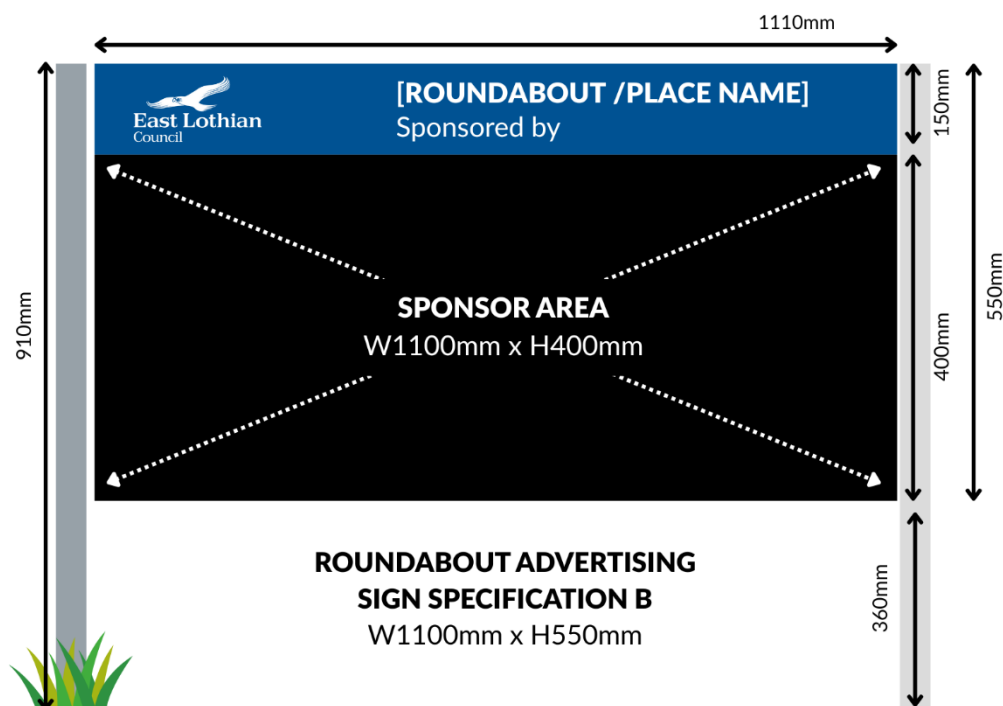 1110mm
East Lothian
Council
[ROUNDABOUT /PLACE NAME]
Sponsored by
150mm
SPONSOR AREA
W1100mm x H400mm
910mm
400mm
550mm
ROUNDABOUT ADVERTISING
SIGN SPECIFICATION B
W1100mm x H550mm
360mm